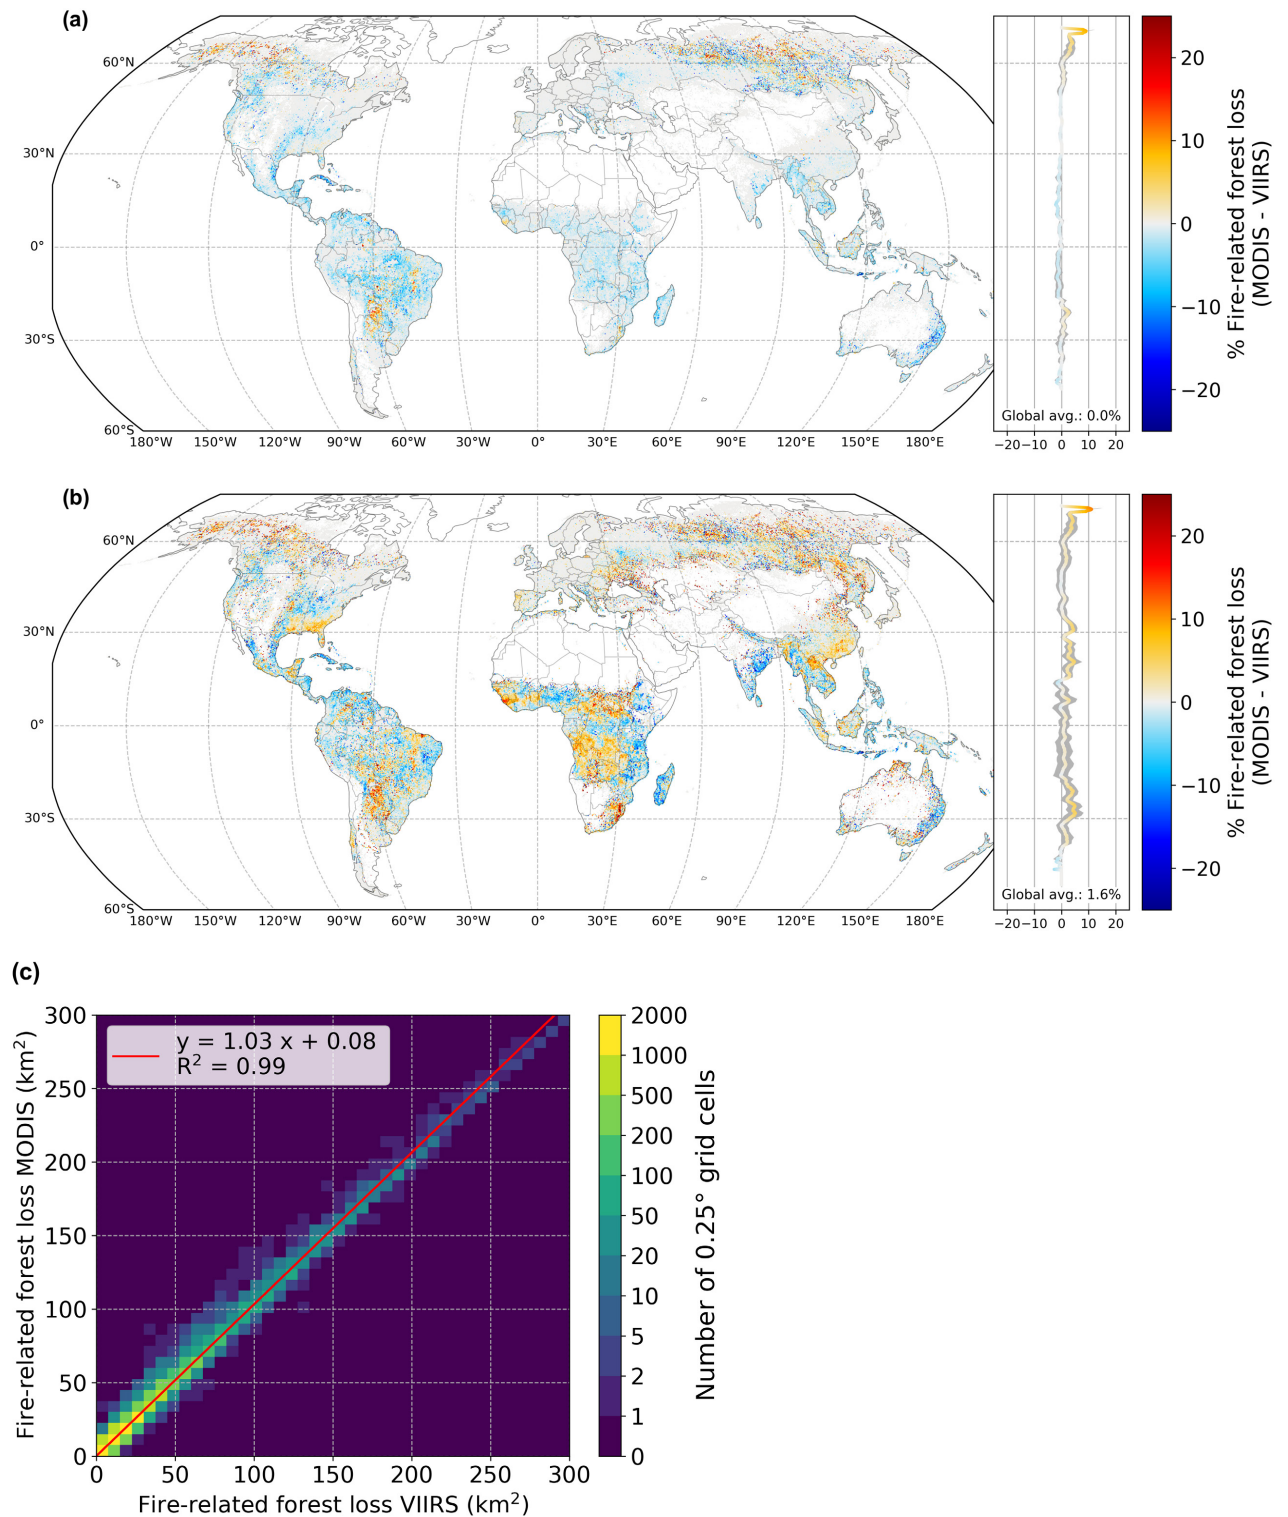 (a)
60°N
30°N
0°
30°S
60°S
180°W 150°W 120°W 90°W 60°W 30°W 0° 30°E 60°E 90°E 120°E 150°E 180°E
Global avg.: 0.0%
−20 −10 0 10 20
20
10
0
−10
−20
% Fire-related forest loss
(MODIS - VIIRS)
(b)
60°N
30°N
0°
30°S
60°S
180°W 150°W 120°W 90°W 60°W 30°W 0° 30°E 60°E 90°E 120°E 150°E 180°E
Global avg.: 1.6%
−20 −10 0 10 20
20
10
0
−10
−20
% Fire-related forest loss
(MODIS - VIIRS)
(c)
Fire-related forest loss MODIS (km²)
300
250
200
150
100
50
0
y = 1.03 x + 0.08
R² = 0.99
0 50 100 150 200 250 300
Fire-related forest loss VIIRS (km²)
2000
1000
500
200
100
50
20
10
5
2
1
0
Number of 0.25° grid cells